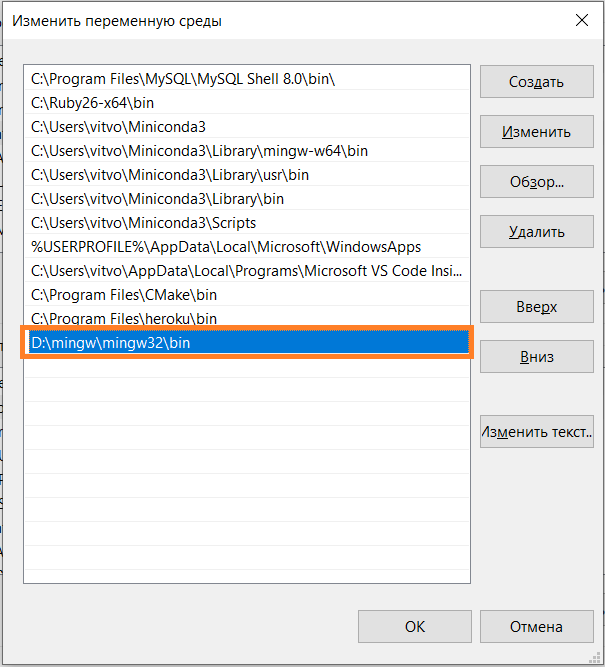 Изменить переменную среды
C:\Program Files\MySQL\MySQL Shell 8.0\bin\
C:\Ruby26-x64\bin
C:\Users\vitvo\Miniconda3
C:\Users\vitvo\Miniconda3\Library\mingw-w64\bin
C:\Users\vitvo\Miniconda3\Library\usr\bin
C:\Users\vitvo\Miniconda3\Library\bin
C:\Users\vitvo\Miniconda3\Scripts
%USERPROFILE%\AppData\Local\Microsoft\WindowsApps
C:\Users\vitvo\AppData\Local\Programs\Microsoft VS Code Insi...
C:\Program Files\CMake\bin
C:\Program Files\heroku\bin
D:\mingw\mingw32\bin
Создать
Изменить
Обзор...
Удалить
Вверх
Вниз
Изменить текст..
ОК
Отмена